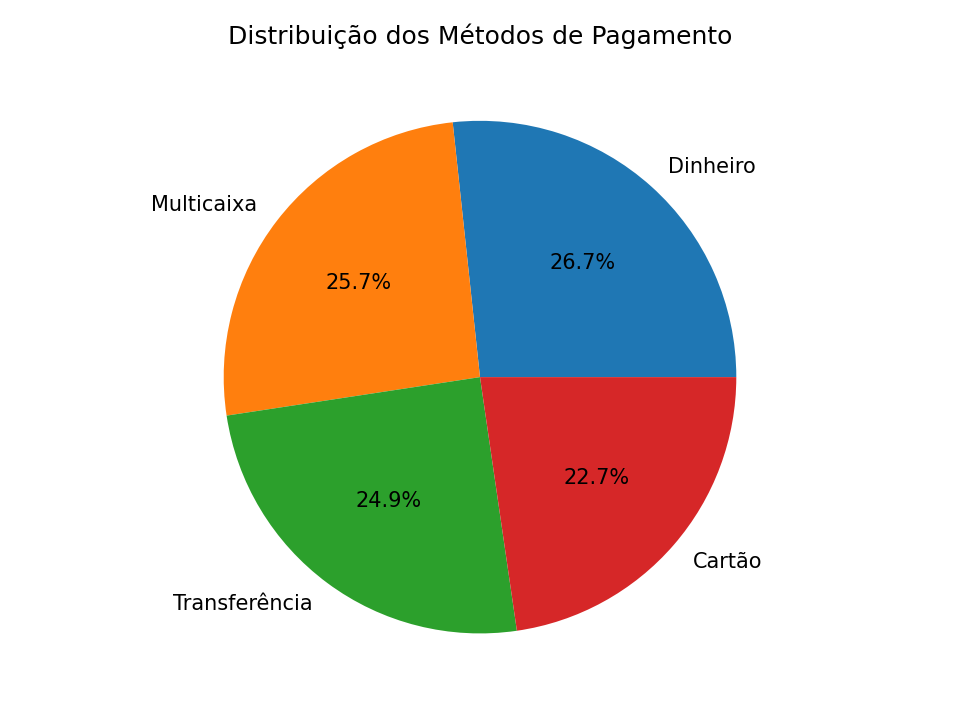 Distribuição dos Métodos de Pagamento
Dinheiro
Multicaixa
26.7%
25.7%
22.7%
24.9%
Cartão
Transferência